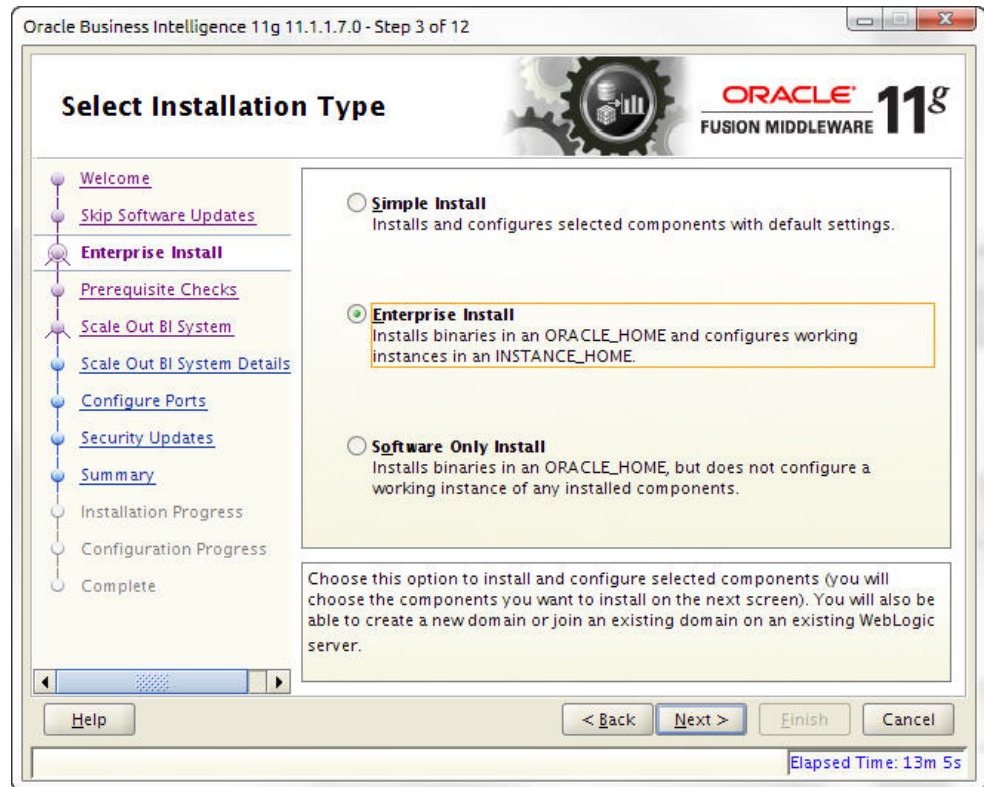 Oracle Business Intelligence 11g 11.1.1.7.0 - Step 3 of 12
Select Installation Type
ORACLE®
FUSION MIDDLEWARE
11g
Welcome
Skip Software Updates
Enterprise Install
Prerequisite Checks
Scale Out BI System
Scale Out BI System Details
Configure Ports
Security Updates
Summary
Installation Progress
Configuration Progress
Complete
Simple Install
Installs and configures selected components with default settings.
Enterprise Install
Installs binaries in an ORACLE_HOME and configures working
instances in an INSTANCE_HOME.
Software Only Install
Installs binaries in an ORACLE_HOME, but does not configure a
working instance of any installed components.
Choose this option to install and configure selected components (you will
choose the components you want to install on the next screen). You will also be
able to create a new domain or join an existing domain on an existing WebLogic
server.
Help
< Back
Next >
Finish
Cancel
Elapsed Time: 13m 5s